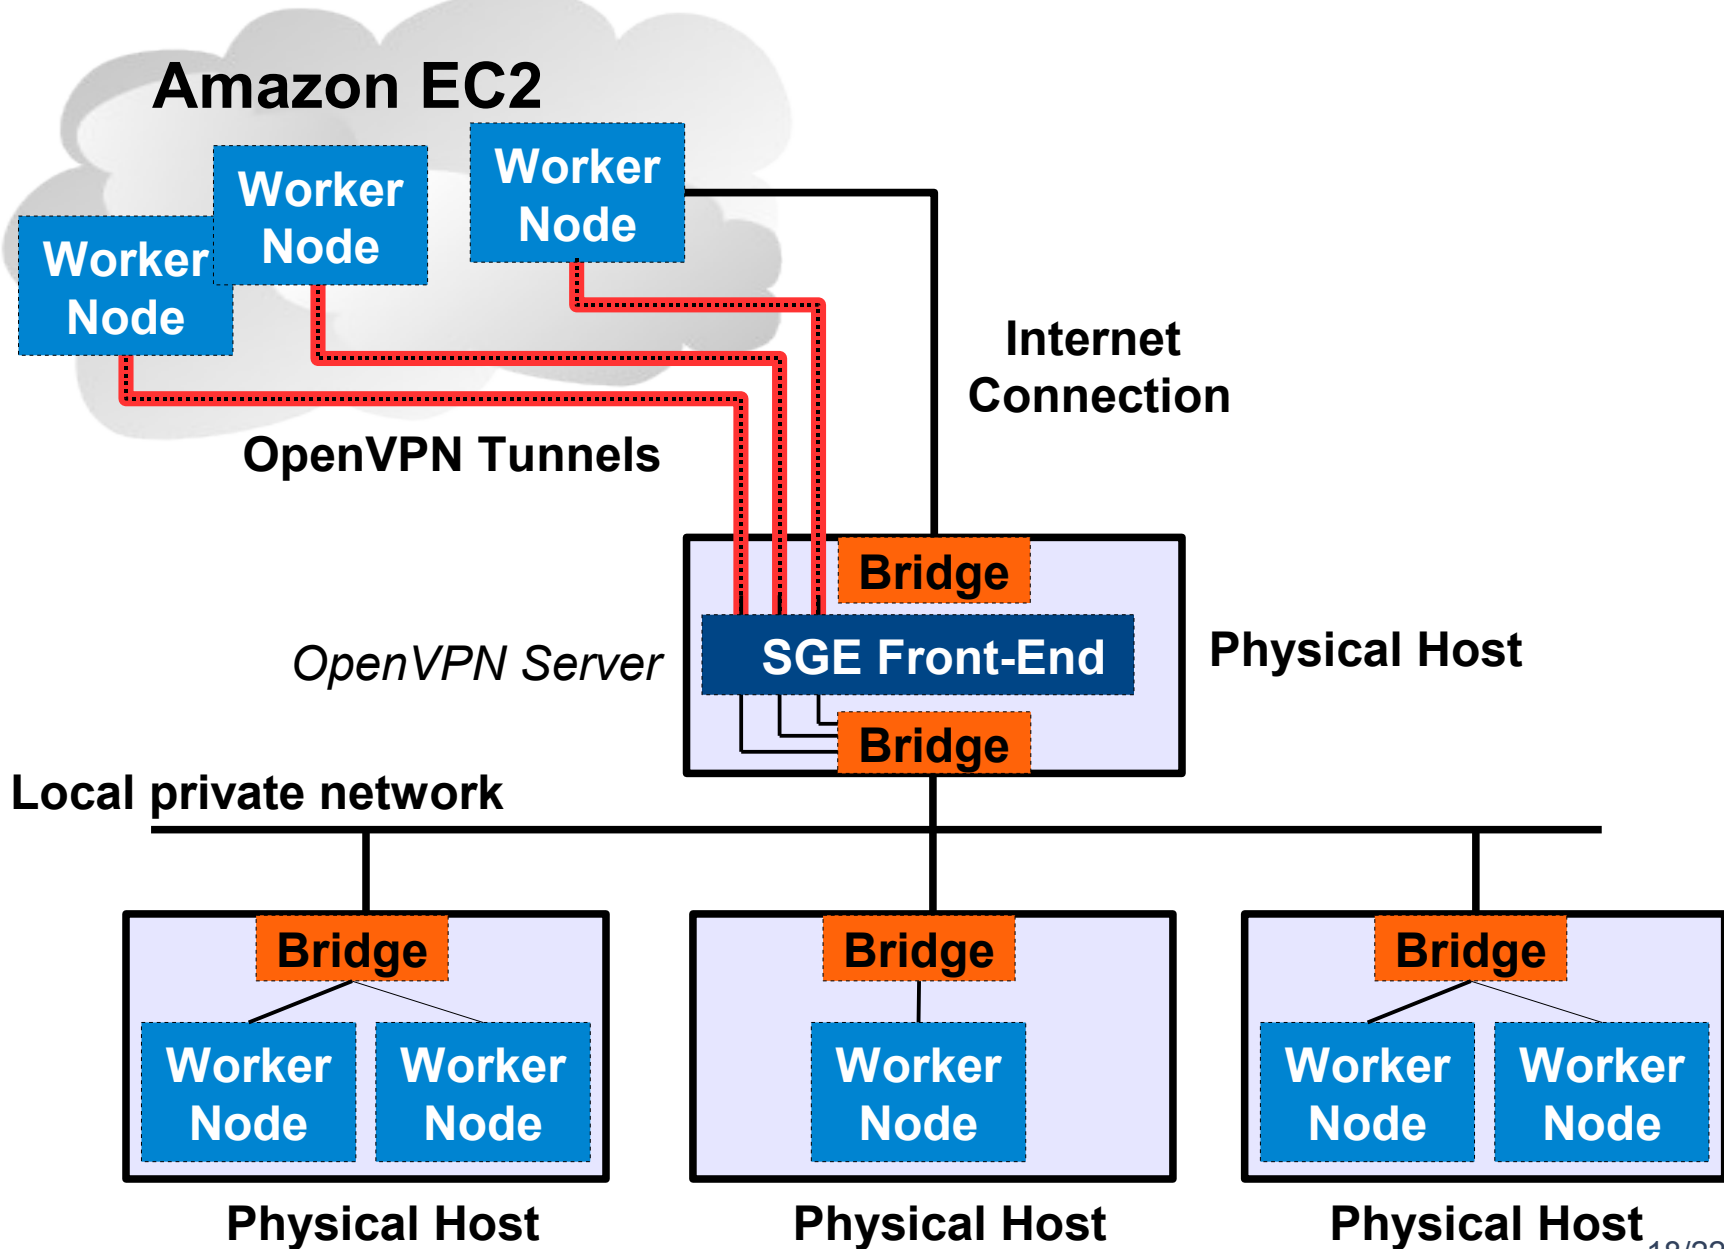 Amazon EC2
Worker
Node
Worker
Node
Worker
Node
Internet
Connection
OpenVPN Tunnels
Bridge
OpenVPN Server
SGE Front-End
Physical Host
Bridge
Local private network
Bridge
Worker
Node
Worker
Node
Bridge
Worker
Node
Bridge
Worker
Node
Worker
Node
Physical Host
Physical Host
Physical Host